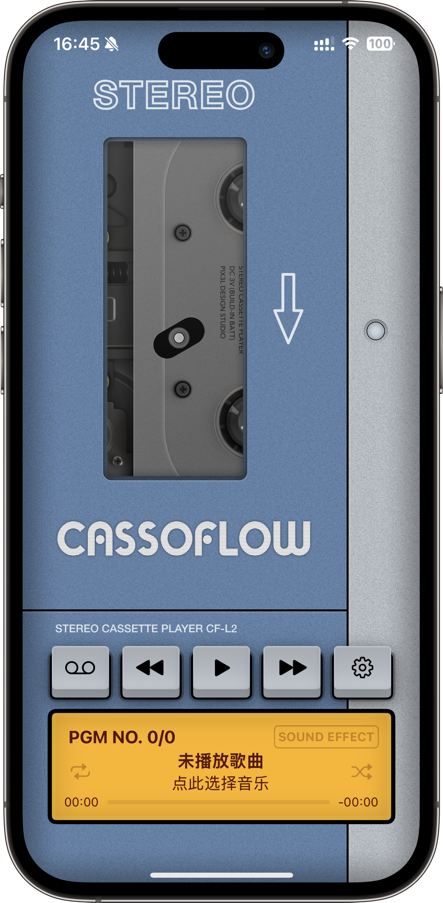 16:45
100
STEREO
STEREO CASSETTE PLAYER
DC 3V (BUILD-IN BATT)
PIX3L DESIGN STUDIO
CASSOFLOW
STEREO CASSETTE PLAYER CF-L2
PGM NO. 0/0
SOUND EFFECT
未播放歌曲
点此选择音乐
00:00
-00:00